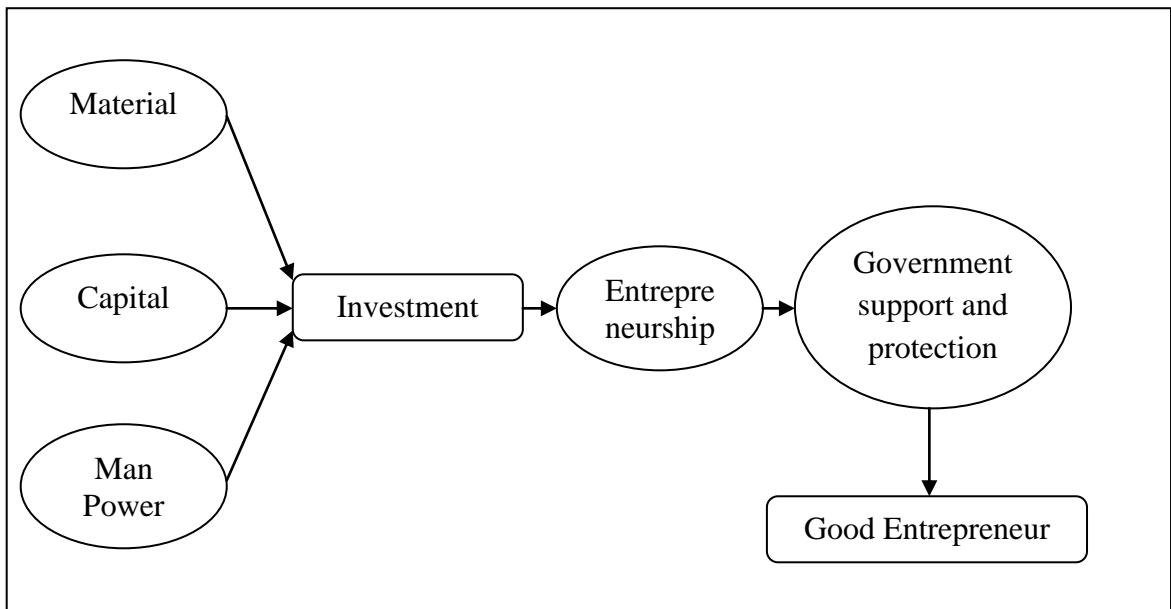 Material
Capital
Man
Power
Investment
Entrepre
neurship
Government
support and
protection
Good Entrepreneur